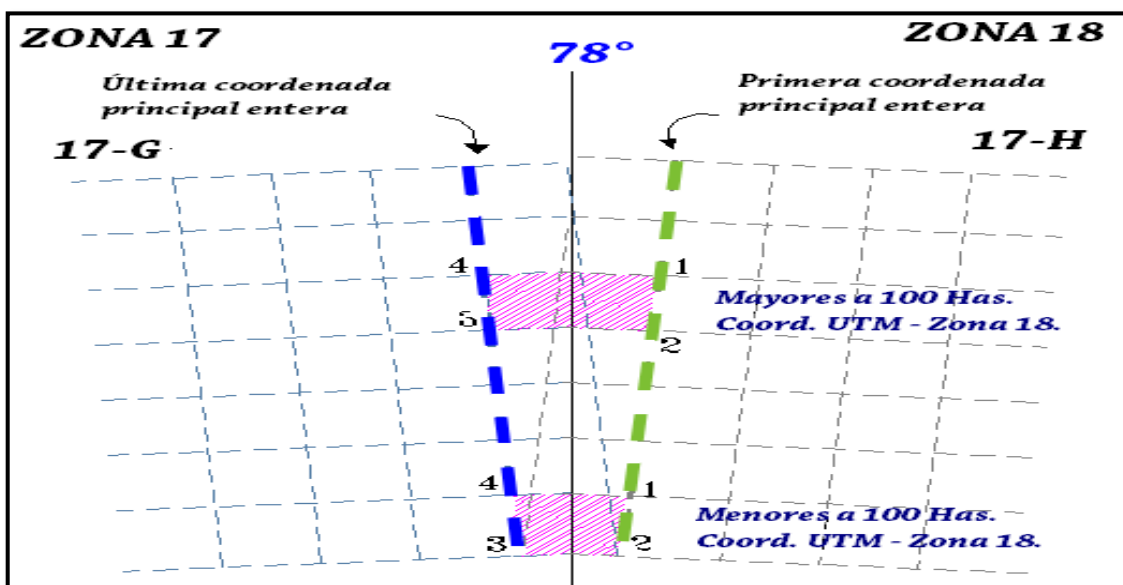 ZONA 17
ZONA 18
78°
Última coordenada
principal entera
Primera coordenada
principal entera
17-G
17-H
4
1
5
2
Mayores a 100 Has.
Coord. UTM - Zona 18.
4
1
3
2
Menores a 100 Has.
Coord. UTM - Zona 18.